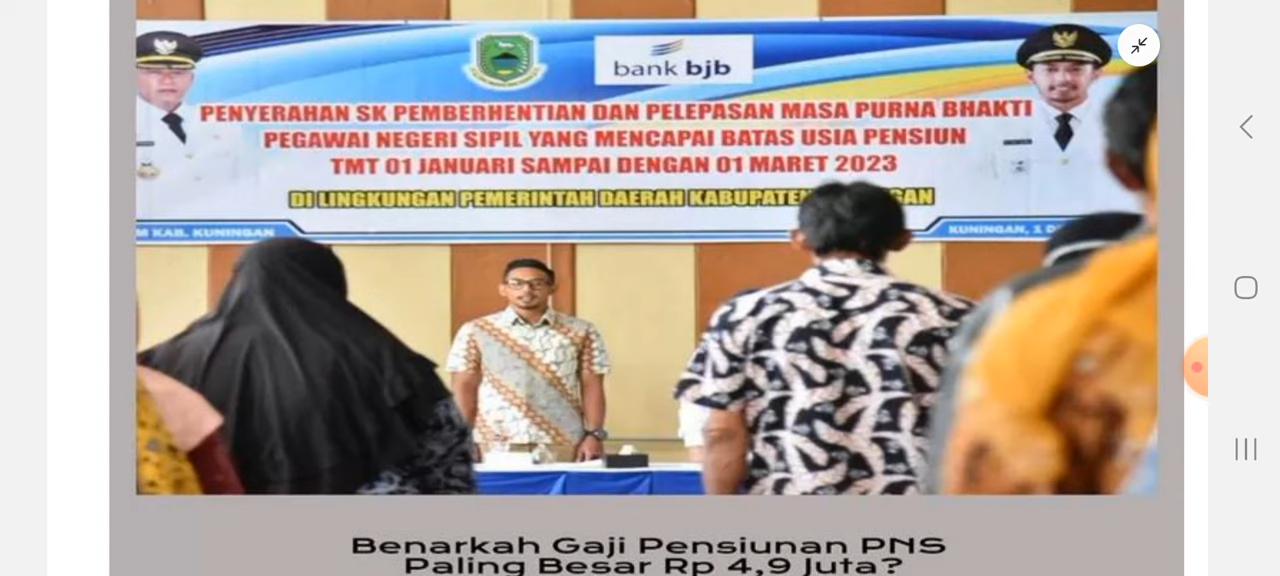 bank bjb
PENYERAHAN SK PEMBERHENTIAN DAN PELEPASAN MASA PURNA BHAKTI
PEGAWAI NEGERI SIPIL YANG MENCAPAI BATAS USIA PENSIUN
TMT 01 JANUARI SAMPAI DENGAN 01 MARET 2023
DI LINGKUNGAN PEMERINTAH DAERAH
KAB. KUNINGAN
KUNINGAN, 1
Benarkah Gaji Pensiunan PNS
Paling Besar Rp 4,9 Juta?